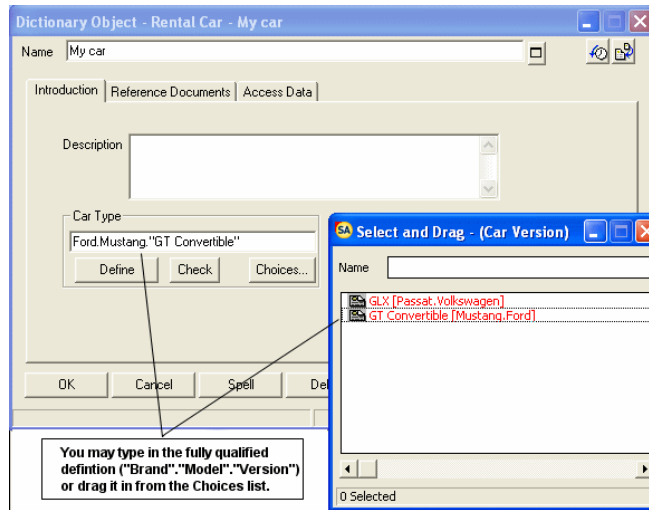 Dictionary Object - Rental Car - My car
Name My car
Introduction Reference Documents Access Data
Description
Car Type
Ford.Mustang."GT Convertible"
Define Check Choices...
OK Cancel Spell Del
You may type in the fully qualified
defintion ("Brand"."Model"."Version")
or drag it in from the Choices list.
SA Select and Drag - (Car Version)
Name
GLX [Passat.Volkswagen]
GT Convertible [Mustang.Ford]
0 Selected